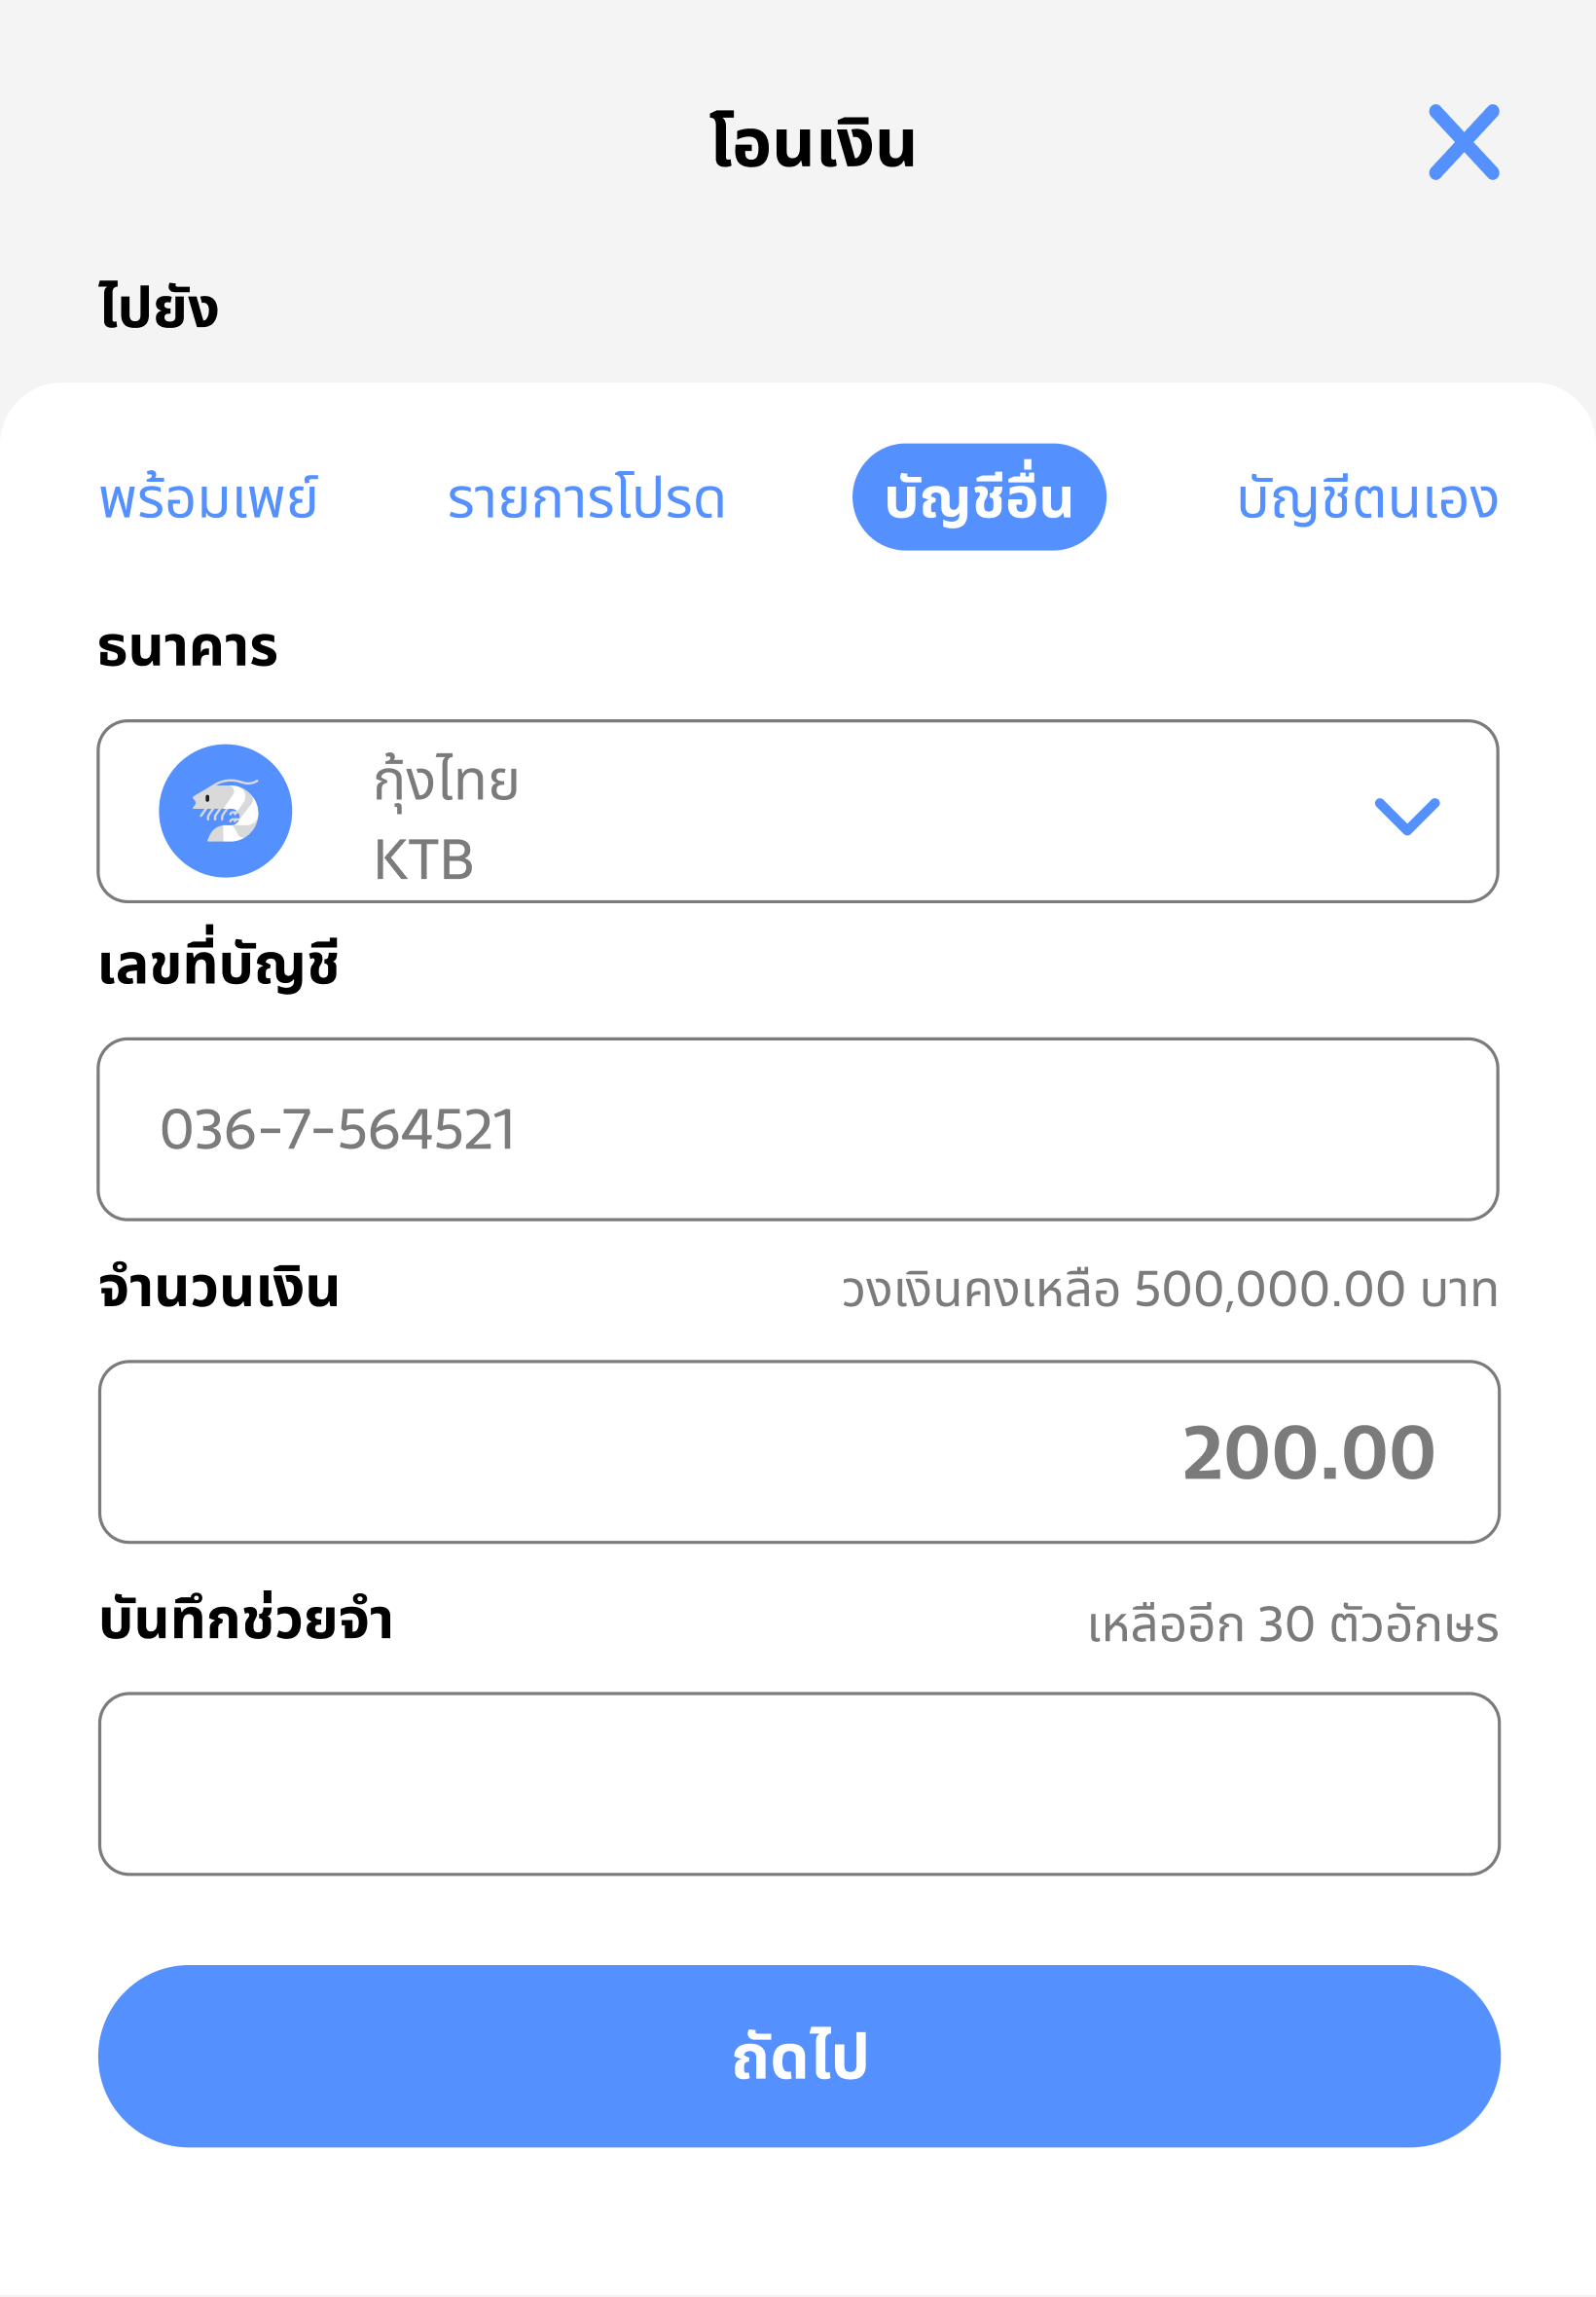 โอนเงิน
ไปยัง
พร้อมเพย์ รายการโปรด บัญชีอื่น บัญชีตนเอง
ธนาคาร
กุ้งไทย
KTB
เลขที่บัญชี
036-7-564521
จำนวนเงิน วงเงินคงเหลือ 500,000.00 บาท
200.00
บันทึกช่วยจำ เหลืออีก 30 ตัวอักษร
ถัดไป